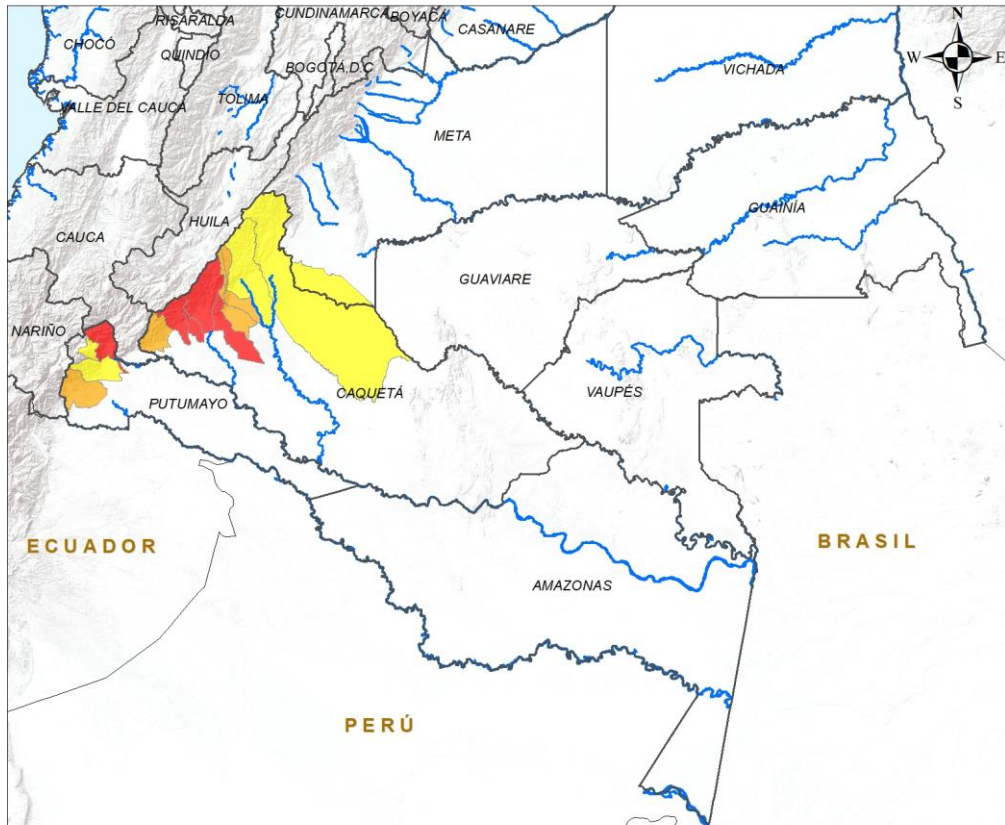 CUNDINAMARCA
BOYACÁ
RISARALDA
CASANARE
N
CHOCÓ
QUINDÍO
BOGOTÁ, D.C
W
E
VICHADA
VALLE DEL CAUCA
TOLIMA
S
META
HUILA
GUAINÍA
CAUCA
GUAVIARE
NARIÑO
CAQUETÁ
VAUPÉS
PUTUMAYO
ECUADOR
BRASIL
AMAZONAS
PERÚ